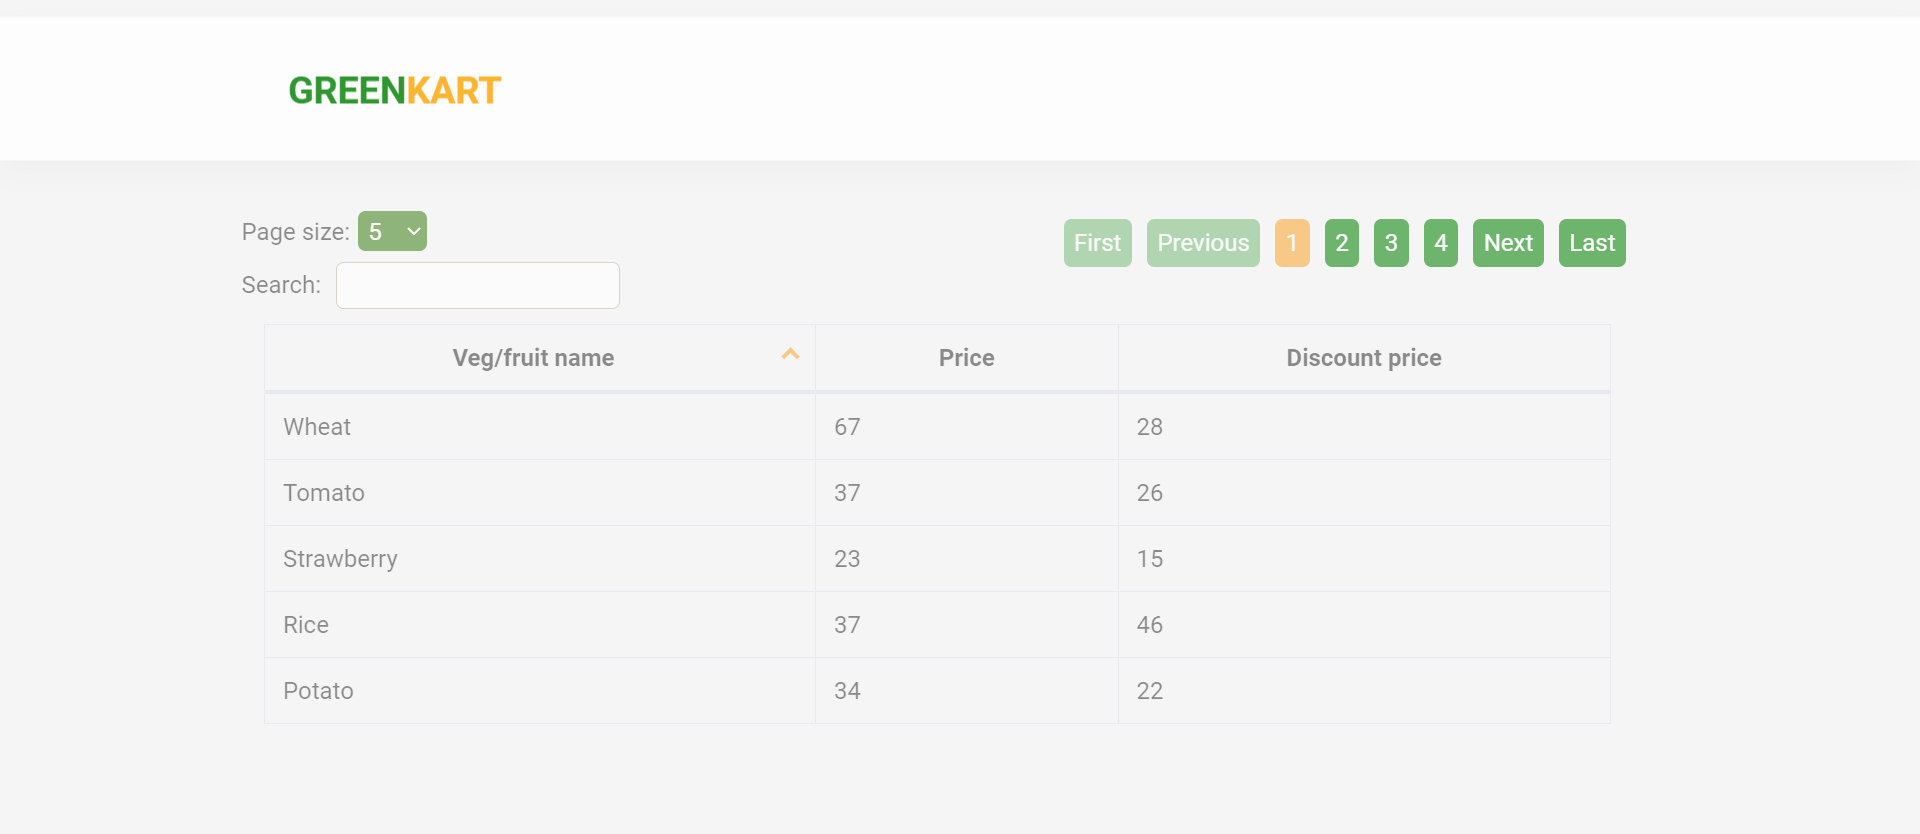 GREENKART
Page size: 5
First Previous 1 2 3 4 Next Last
Search:
Veg/fruit name Price Discount price
Wheat 67 28
Tomato 37 26
Strawberry 23 15
Rice 37 46
Potato 34 22